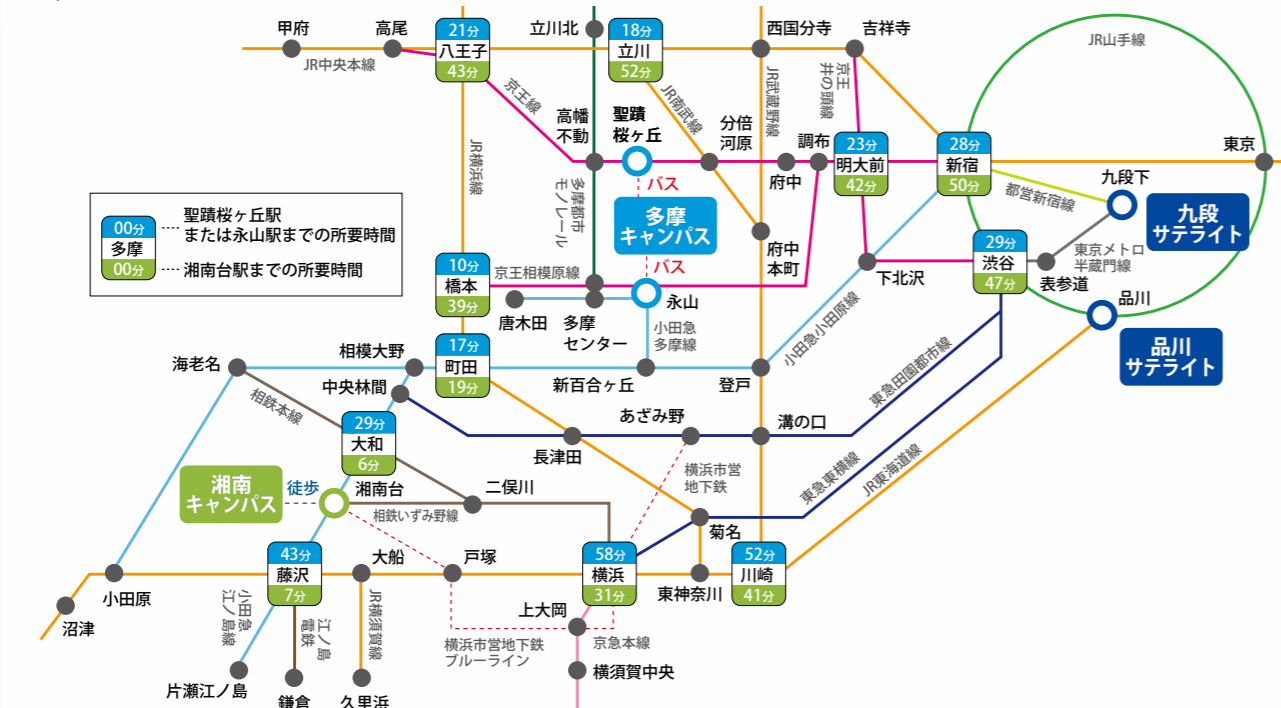 甲府
高尾
21分
八王子
43分
立川北
18分
立川
52分
西国分寺
吉祥寺
JR山手線
JR中央本線
京王線
JR南武線
JR武蔵野線
京王
井の頭線
高幡
不動
聖蹟
桜ヶ丘
分倍
河原
府中
調布
23分
明大前
42分
28分
新宿
50分
東京
JR横浜線
多摩都市
モノレール
バス
多摩
キャンパス
バス
都営新宿線
九段下
九段
サテライト
00分
多摩
00分
聖蹟桜ヶ丘駅
または永山駅までの所要時間
湘南台駅までの所要時間
府中
本町
下北沢
29分
渋谷
47分
東京メトロ
半蔵門線
表参道
品川
品川
サテライト
10分
橋本
39分
京王相模原線
唐木田
多摩
センター
永山
小田急
多摩線
小田急小田原線
海老名
相模大野
17分
町田
19分
新百合ヶ丘
登戸
中央林間
相鉄本線
29分
大和
6分
長津田
あざみ野
溝の口
東急田園都市線
東急東横線
JR東海道線
横浜市営
地下鉄
湘南
キャンパス
徒歩
湘南台
相鉄いずみ野線
二俣川
菊名
小田原
沼津
43分
藤沢
7分
大船
戸塚
58分
横浜
31分
東神奈川
52分
川崎
41分
小田急
江ノ島線
江ノ島
電鉄
JR横須賀線
横浜市営地下鉄
ブルーライン
上大岡
京急本線
横須賀中央
片瀬江ノ島
鎌倉
久里浜